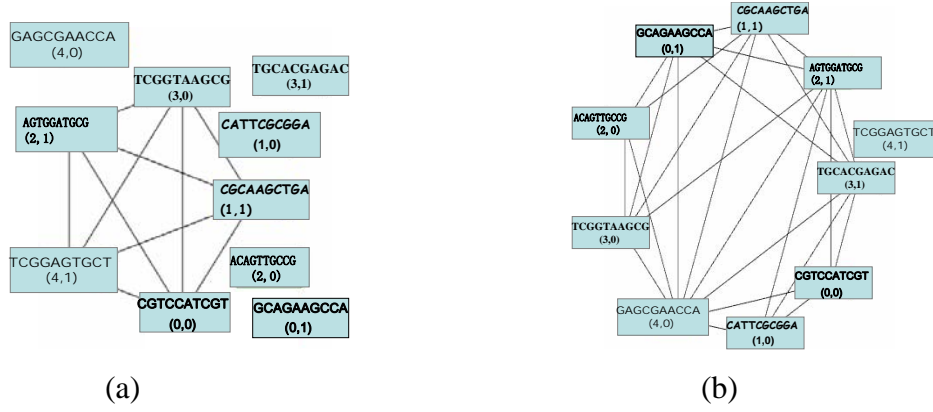 GAGCGAACCA
(4,0)
TCGGTAAGCG
(3,0)
TGCACGAGAC
(3,1)
AGTGGATGCG
(2,1)
CATTCGCGGA
(1,0)
CGCAAGCTGA
(1,1)
TCGGAGTGCT
(4,1)
ACAGTTGCCG
(2,0)
CGTCCATCGT
(0,0)
GCAGAAGCCA
(0,1)
(a)
CGCAAGCTGA
(1,1)
GCAGAAGCCA
(0,1)
AGTGGATGCG
(2,1)
ACAGTTGCCG
(2,0)
TCGGAGTGCT
(4,1)
TGCACGAGAC
(3,1)
TCGGTAAGCG
(3,0)
CGTCCATCGT
(0,0)
GAGCGAACCA
(4,0)
CATTCGCGGA
(1,0)
(b)